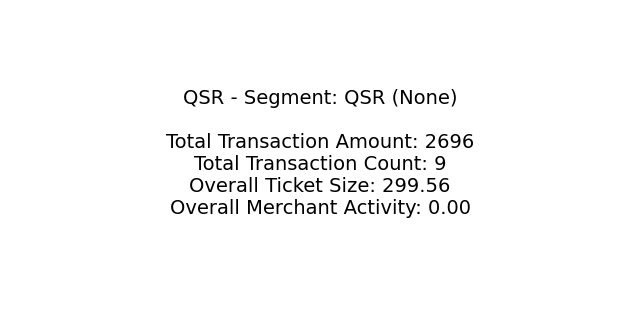 QSR - Segment: QSR (None)
Total Transaction Amount: 2696
Total Transaction Count: 9
Overall Ticket Size: 299.56
Overall Merchant Activity: 0.00